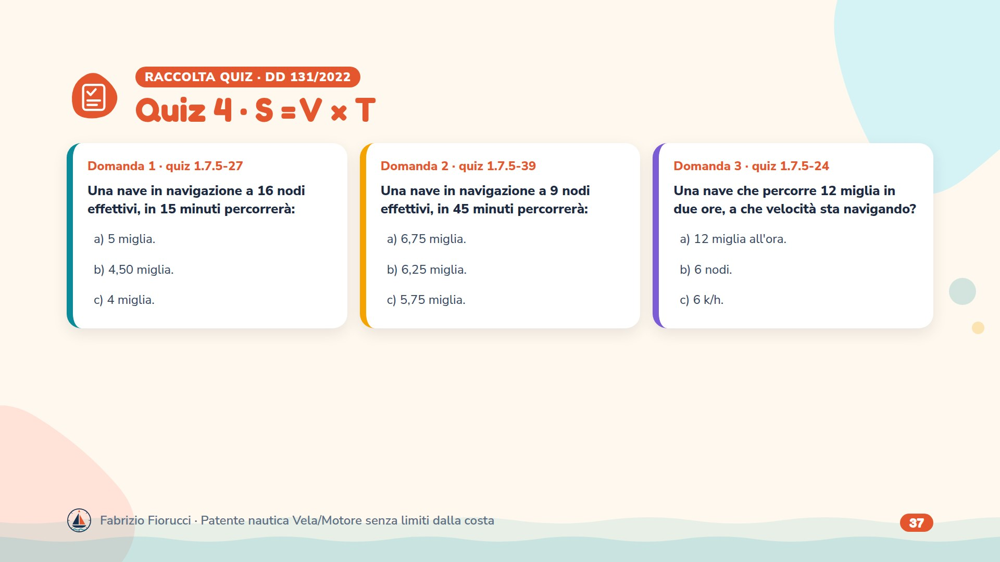 RACCOLTA QUIZ · DD 131/2022
Quiz 4 · S = V × T
Domanda 1 · quiz 1.7.5-27
Una nave in navigazione a 16 nodi
effettivi, in 15 minuti percorrerà:
a) 5 miglia.
b) 4,50 miglia.
c) 4 miglia.
Domanda 2 · quiz 1.7.5-39
Una nave in navigazione a 9 nodi
effettivi, in 45 minuti percorrerà:
a) 6,75 miglia.
b) 6,25 miglia.
c) 5,75 miglia.
Domanda 3 · quiz 1.7.5-24
Una nave che percorre 12 miglia in
due ore, a che velocità sta navigando?
a) 12 miglia all'ora.
b) 6 nodi.
c) 6 k/h.
Fabrizio Fiorucci · Patente nautica Vela/Motore senza limiti dalla costa
37